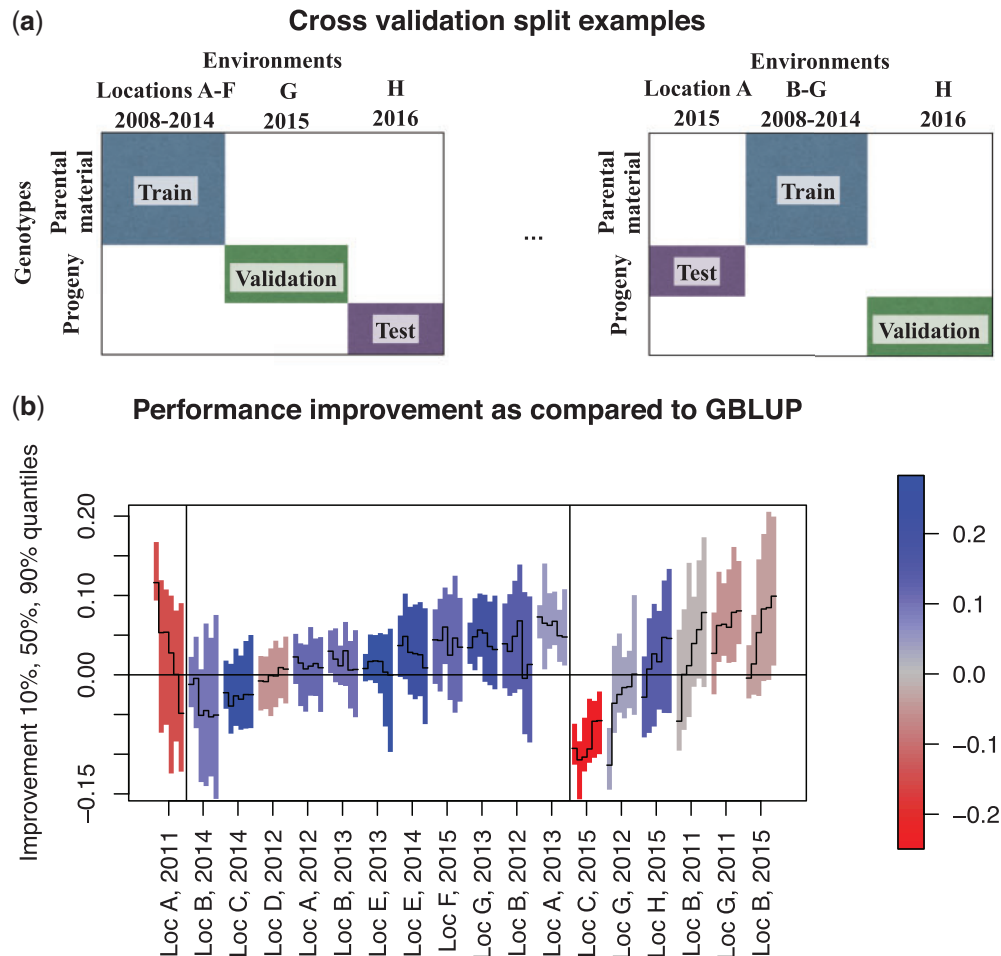 (a) Cross validation split examples
Environments
Locations A-F G H
2008-2014 2015 2016
Genotypes
Parental
material
Progeny
Train
Validation
Test
...
Environments
Location A B-G H
2015 2008-2014 2016
Parental
material
Progeny
Train
Test
Validation
(b) Performance improvement as compared to GBLUP
Improvement 10%, 50%, 90% quantiles
0.20
0.10
0.00
−0.15
Loc A, 2011
Loc B, 2014
Loc C, 2014
Loc D, 2012
Loc A, 2012
Loc B, 2013
Loc E, 2013
Loc E, 2014
Loc F, 2015
Loc G, 2013
Loc B, 2012
Loc A, 2013
Loc C, 2015
Loc G, 2012
Loc H, 2015
Loc B, 2011
Loc G, 2011
Loc B, 2015
0.2
0.1
0.0
−0.1
−0.2